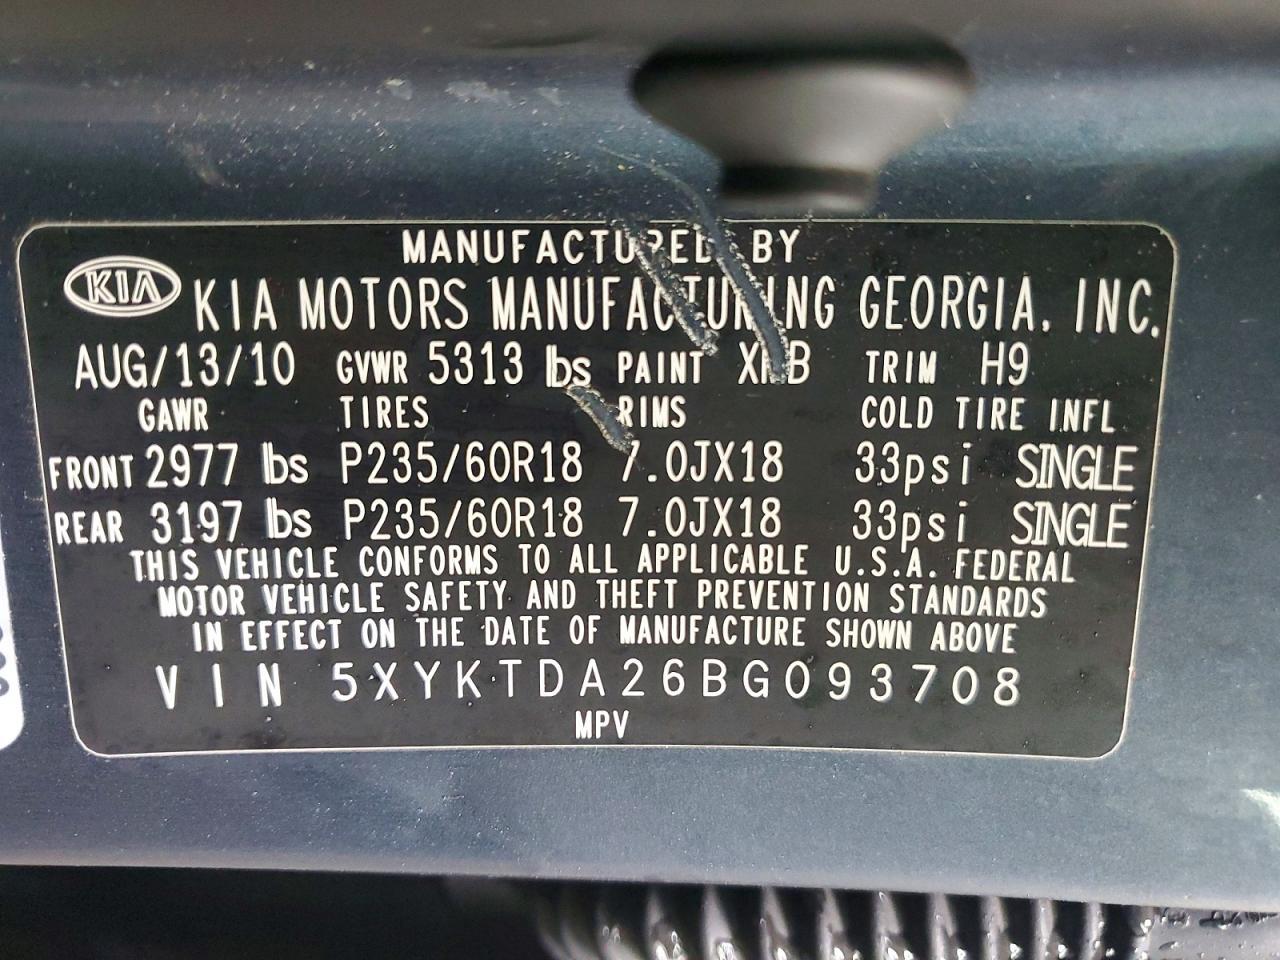 MANUFACTURED BY
KIA KIA MOTORS MANUFACTURING GEORGIA, INC.
AUG/13/10 GVWR 5313 lbs PAINT TRIM H9
GAWR TIRES RIMS COLD TIRE INFL
FRONT 2977 lbs P235/60R18 7.0JX18 33psi SINGLE
REAR 3197 lbs P235/60R18 7.0JX18 33psi SINGLE
THIS VEHICLE CONFORMS TO ALL APPLICABLE U.S.A. FEDERAL
MOTOR VEHICLE SAFETY AND THEFT PREVENTION STANDARDS
IN EFFECT ON THE DATE OF MANUFACTURE SHOWN ABOVE
VIN 5XYKTDA26BG093708
MPV